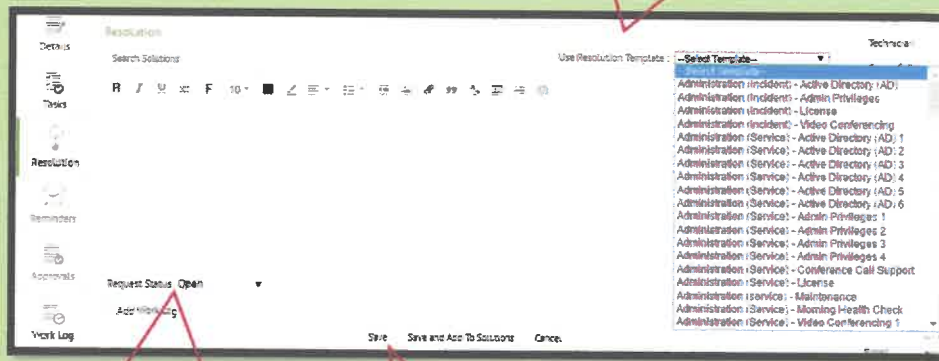 Details
Tasks
Resolution
Reminders
Approvals
Work Log
Resolution
Search Solutions
Use Resolution Template :
--Select Template--
Technician
B I U F 10
--Select Template--
Administration (Incident) - Active Directory (AD)
Administration (Incident) - Admin Privileges
Administration (Incident) - License
Administration (Incident) - Video Conferencing
Administration (Service) - Active Directory (AD) 1
Administration (Service) - Active Directory (AD) 2
Administration (Service) - Active Directory (AD) 3
Administration (Service) - Active Directory (AD) 4
Administration (Service) - Active Directory (AD) 5
Administration (Service) - Active Directory (AD) 6
Administration (Service) - Admin Privileges 1
Administration (Service) - Admin Privileges 2
Administration (Service) - Admin Privileges 3
Administration (Service) - Admin Privileges 4
Administration (Service) - Conference Call Support
Administration (Service) - License
Administration (service) - Maintenance
Administration (Service) - Morning Health Check
Administration (Service) - Video Conferencing 1
Request Status Open
Add Work Log
Save Save and Add To Solutions Cancel